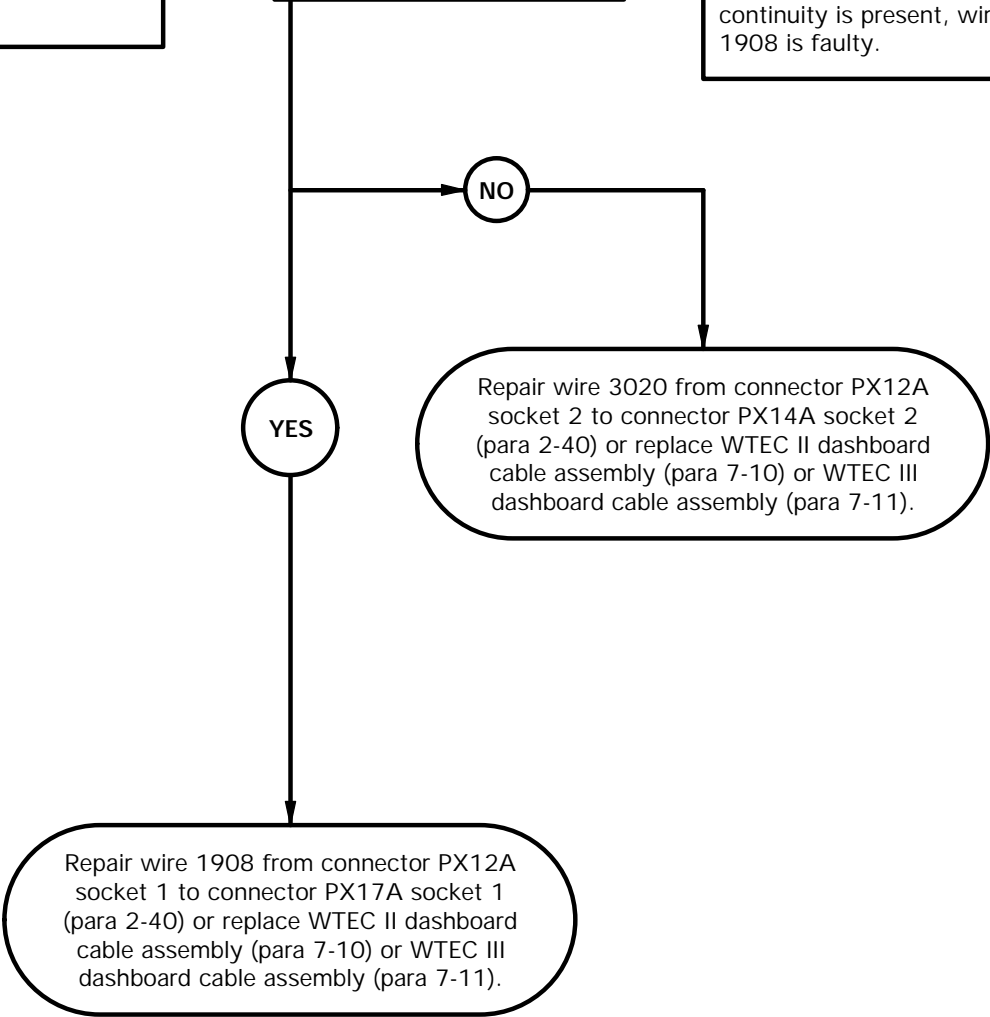 continuity is present,
1908 is faulty.
NO
Repair wire 3020 from connector PX12A
socket 2 to connector PX14A socket 2
(para 2-40) or replace WTEC II dashboard
cable assembly (para 7-10) or WTEC III
dashboard cable assembly (para 7-11).
YES
Repair wire 1908 from connector PX12A
socket 1 to connector PX17A socket 1
(para 2-40) or replace WTEC II dashboard
cable assembly (para 7-10) or WTEC III
dashboard cable assembly (para 7-11).